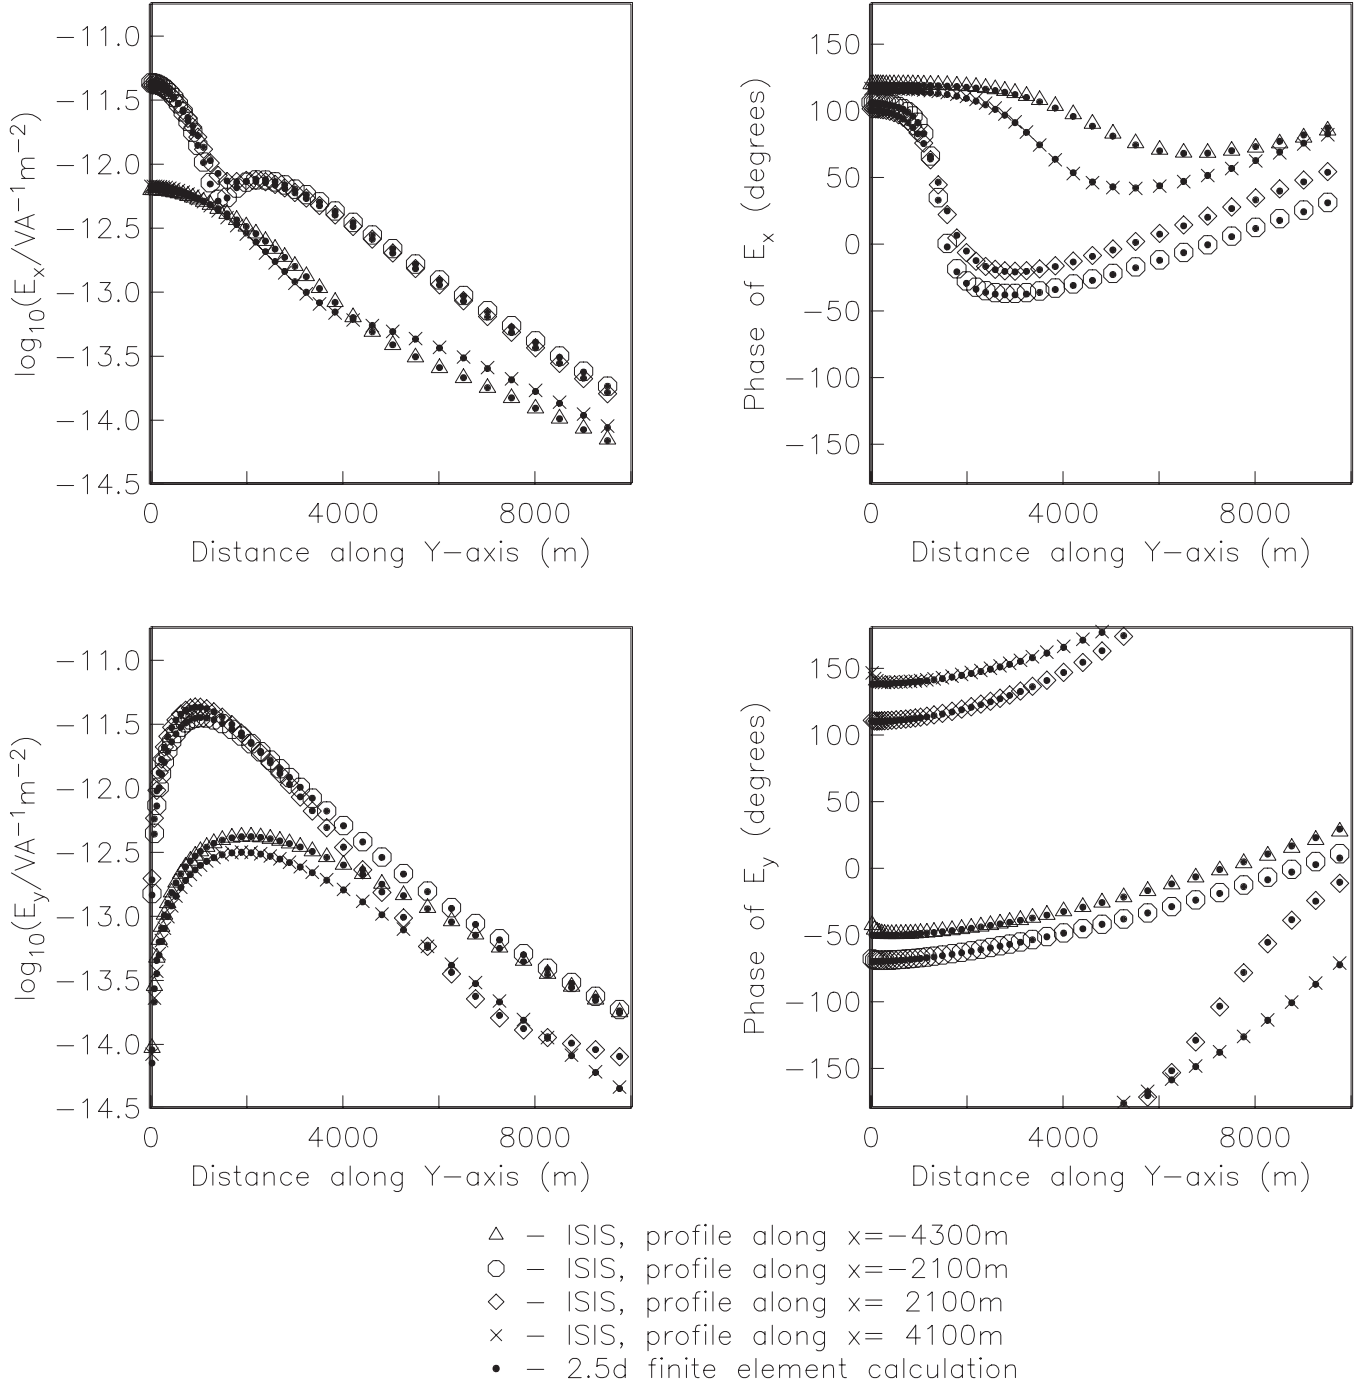 log10(Ex/VA−1m−2)
−11.0
−11.5
−12.0
−12.5
−13.0
−13.5
−14.0
−14.5
0 4000 8000
Distance along Y−axis (m)
Phase of Ex (degrees)
150
100
50
0
−50
−100
−150
0 4000 8000
Distance along Y−axis (m)
log10(Ey/VA−1m−2)
−11.0
−11.5
−12.0
−12.5
−13.0
−13.5
−14.0
−14.5
0 4000 8000
Distance along Y−axis (m)
Phase of Ey (degrees)
150
100
50
0
−50
−100
−150
0 4000 8000
Distance along Y−axis (m)
− ISIS, profile along x=−4300m
− ISIS, profile along x=−2100m
− ISIS, profile along x= 2100m
− ISIS, profile along x= 4100m
− 2.5d finite element calculation